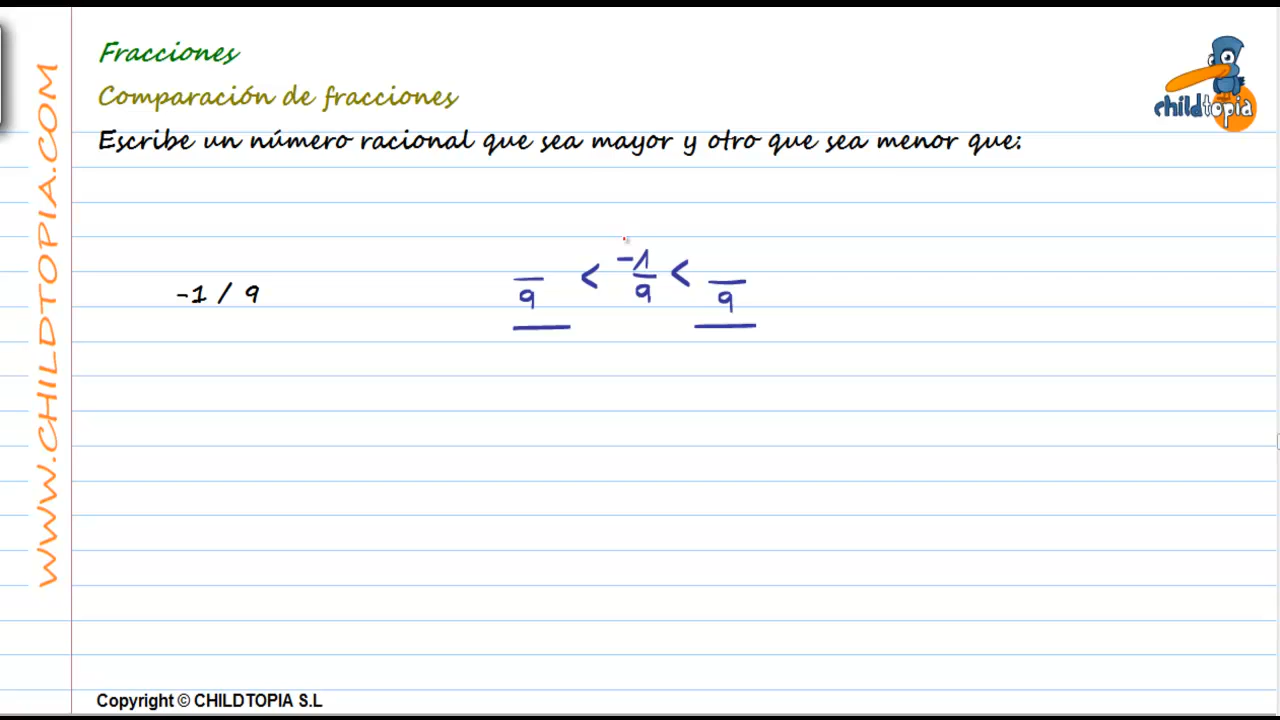 Fracciones
Comparación de fracciones
childtopia
Escribe un número racional que sea mayor y otro que sea menor que:
-1 / 9
— / 9 < -1 / 9 < — / 9
WWW.CHILDTOPIA.COM
Copyright © CHILDTOPIA S.L